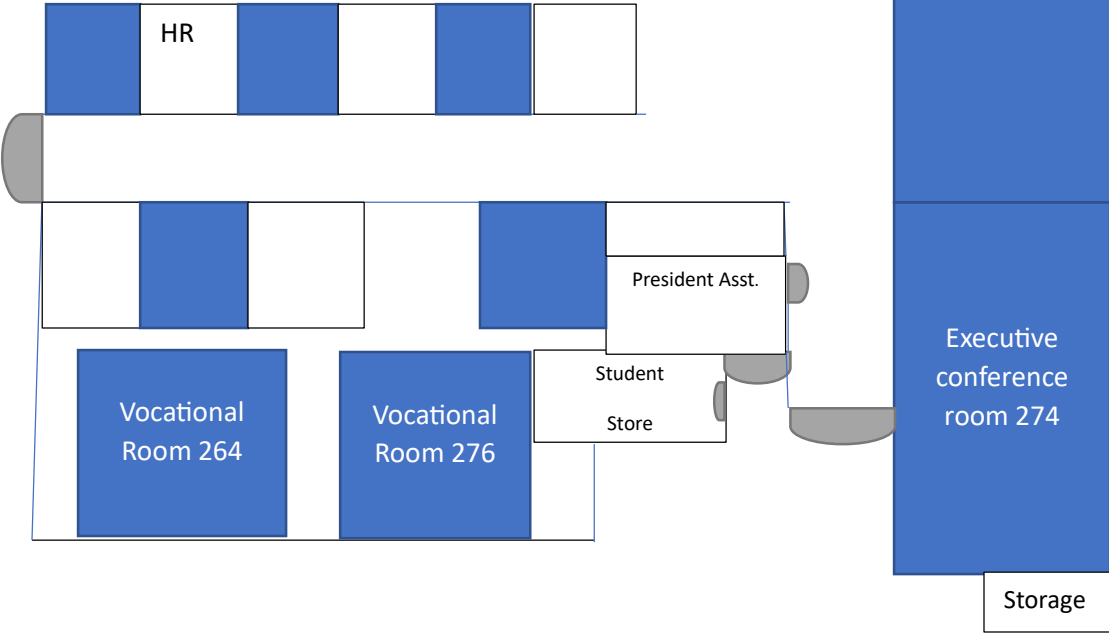 HR
President Asst.
Student
Store
Vocational
Room 264
Vocational
Room 276
Executive
conference
room 274
Storage